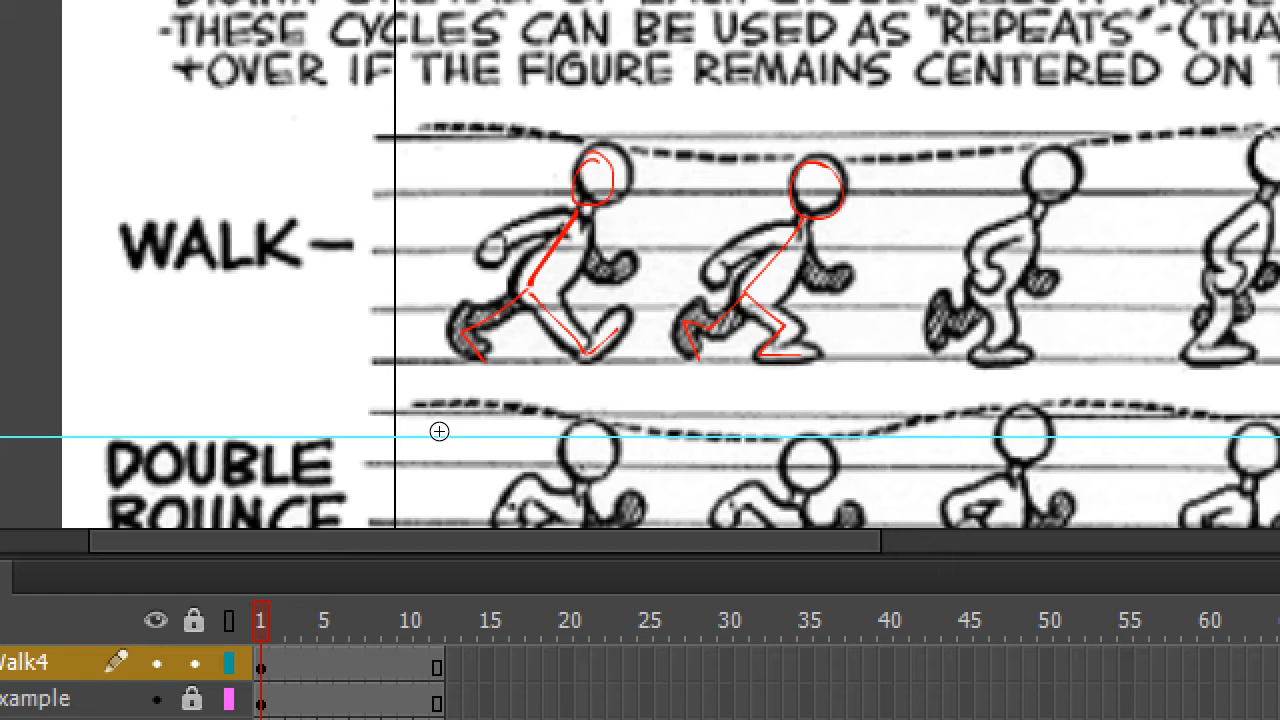 -THESE CYCLES CAN BE USED AS "REPEATS"-(THA
+OVER IF THE FIGURE REMAINS CENTERED ON T
WALK—
DOUBLE
BOUNCE
1 5 10 15 20 25 30 35 40 45 50 55 60
Walk4
xample